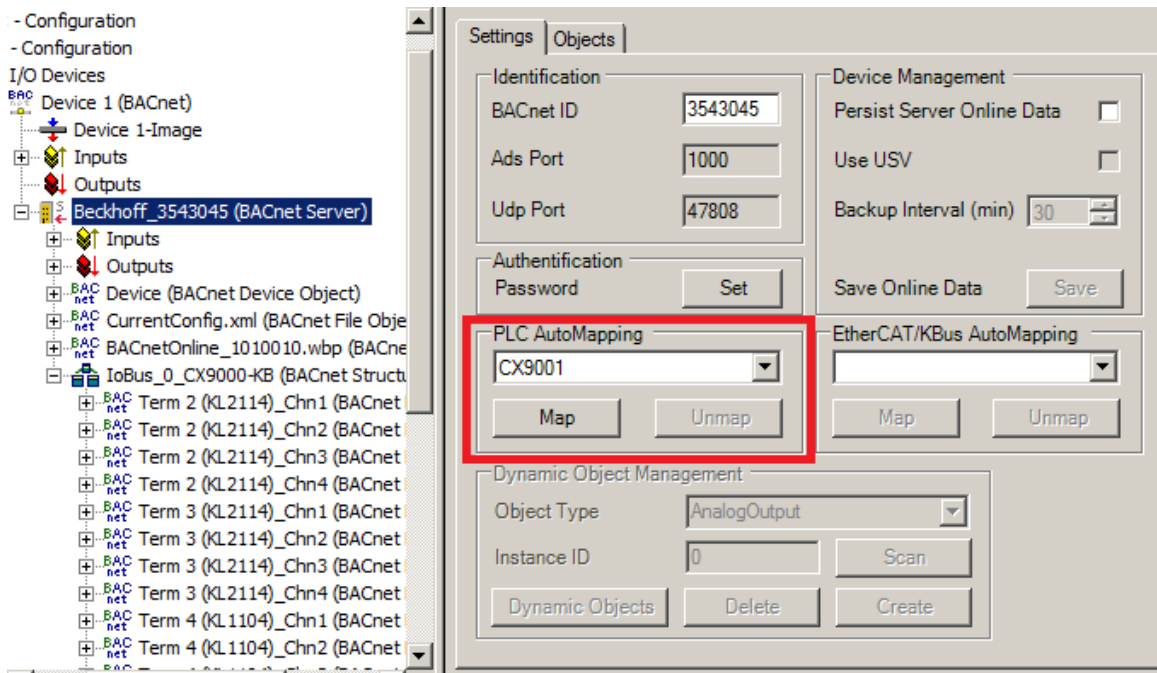 - Configuration
- Configuration
I/O Devices
Device 1 (BACnet)
Device 1-Image
Inputs
Outputs
Beckhoff_3543045 (BACnet Server)
Inputs
Outputs
Device (BACnet Device Object)
CurrentConfig.xml (BACnet File Obje
BACnetOnline_1010010.wbp (BACne
IoBus_0_CX9000-KB (BACnet Structu
Term 2 (KL2114)_Chn1 (BACnet
Term 2 (KL2114)_Chn2 (BACnet
Term 2 (KL2114)_Chn3 (BACnet
Term 2 (KL2114)_Chn4 (BACnet
Term 3 (KL2114)_Chn1 (BACnet
Term 3 (KL2114)_Chn2 (BACnet
Term 3 (KL2114)_Chn3 (BACnet
Term 3 (KL2114)_Chn4 (BACnet
Term 4 (KL1104)_Chn1 (BACnet
Term 4 (KL1104)_Chn2 (BACnet
Settings Objects
Identification
BACnet ID 3543045
Ads Port 1000
Udp Port 47808
Authentification
Password Set
Device Management
Persist Server Online Data
Use USV
Backup Interval (min) 30
Save Online Data Save
PLC AutoMapping
CX9001
Map Unmap
EtherCAT/KBus AutoMapping
Map Unmap
Dynamic Object Management
Object Type AnalogOutput
Instance ID 0 Scan
Dynamic Objects Delete Create